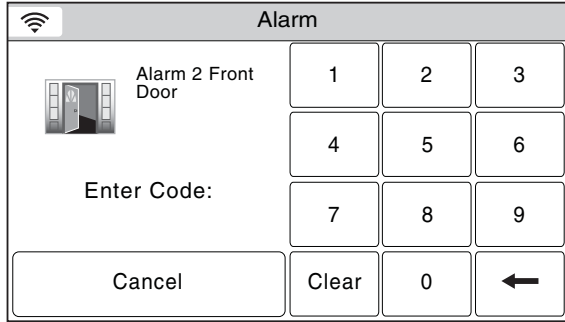 Alarm
Alarm 2 Front
Door
Enter Code:
1 2 3
4 5 6
7 8 9
Cancel Clear 0